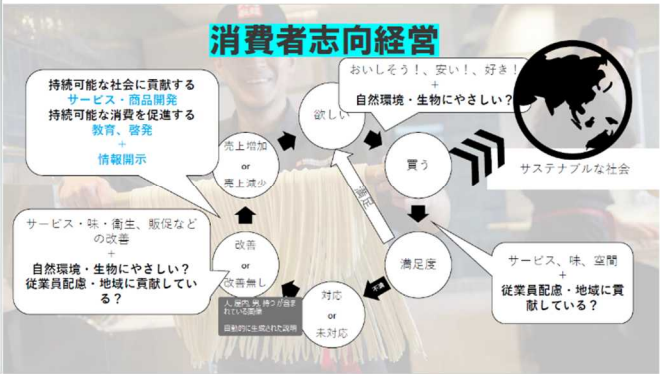 消費者志向経営
持続可能な社会に貢献する
サービス・商品開発
持続可能な消費を促進する
教育、啓発
+
情報開示
おいしそう!、安い!、好き!
+
自然環境・生物にやさしい?
欲しい
買う
サステナブルな社会
売上増加
or
売上減少
満足
サービス・味・衛生、販促など
の改善
+
自然環境・生物にやさしい?
従業員配慮・地域に貢献してい
る?
改善
or
改善無し
満足度
不満
対応
or
未対応
サービス、味、空間
+
従業員配慮・地域に貢
献している?
人, 屋内, 男, 持つ が含ま
れている画像
自動的に生成された説明